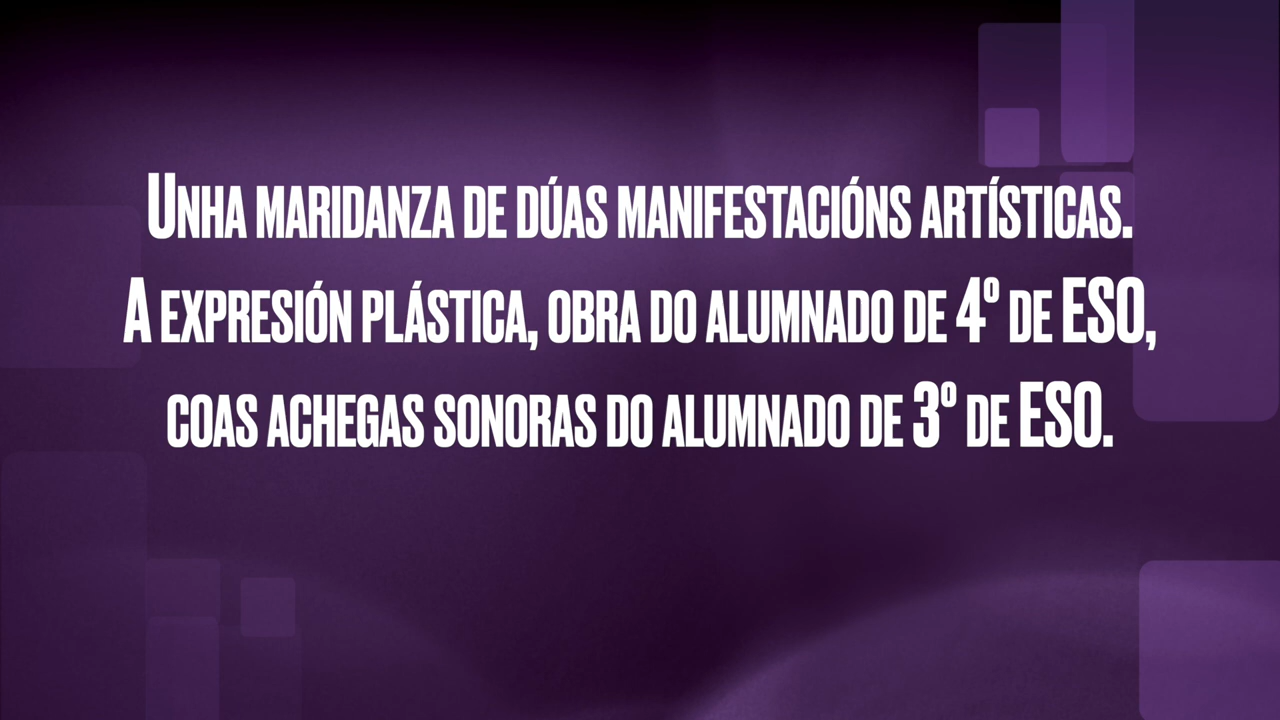 Unha maridanza de dúas manifestacións artísticas.
A expresión plástica, obra do alumnado de 4º de ESO,
coas achegas sonoras do alumnado de 3º de ESO.